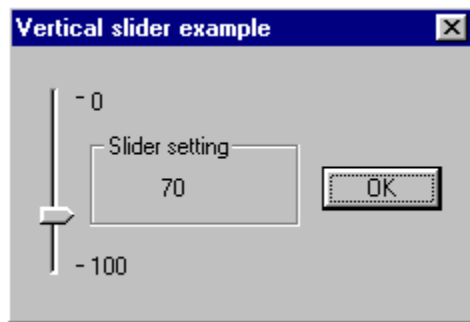 Vertical slider example
- 0
Slider setting
70
OK
- 100